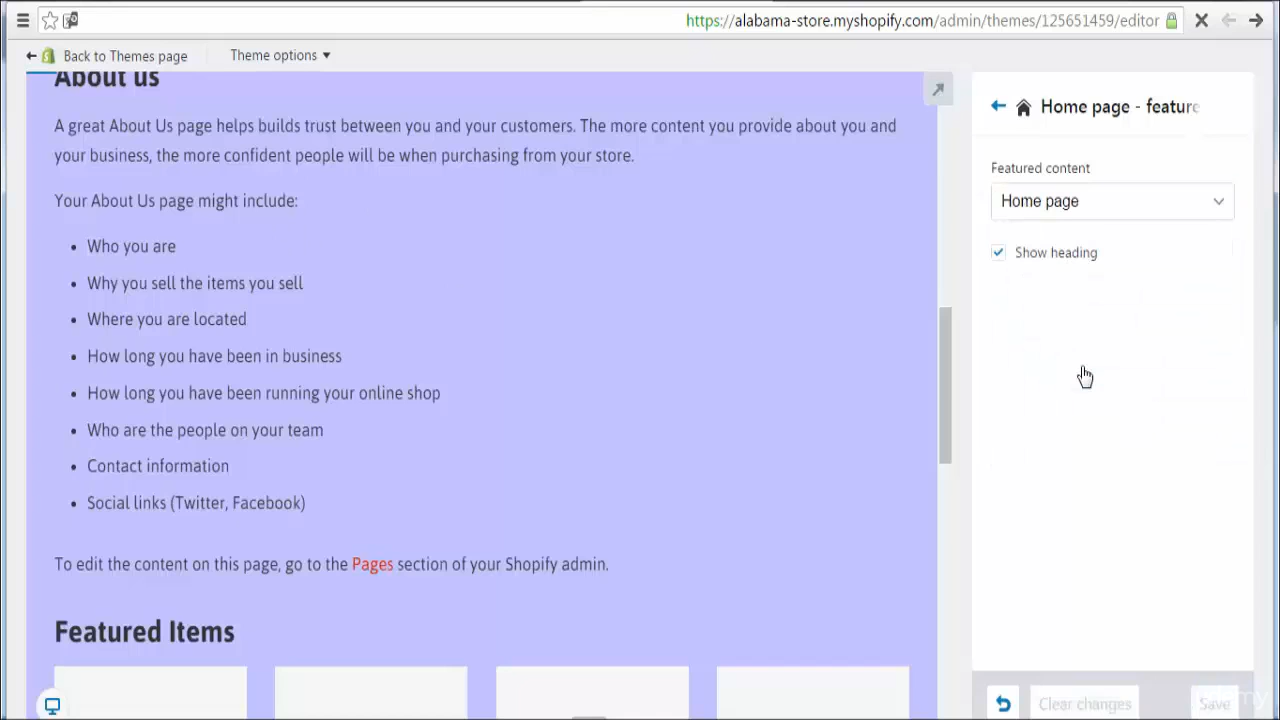 https://alabama-store.myshopify.com/admin/themes/125651459/editor
Back to Themes page
Theme options
About us
A great About Us page helps builds trust between you and your customers. The more content you provide about you and
your business, the more confident people will be when purchasing from your store.
Your About Us page might include:
• Who you are
• Why you sell the items you sell
• Where you are located
• How long you have been in business
• How long you have been running your online shop
• Who are the people on your team
• Contact information
• Social links (Twitter, Facebook)
To edit the content on this page, go to the Pages section of your Shopify admin.
Featured Items
Home page - feature
Featured content
Home page
Show heading
Clear changes
Save